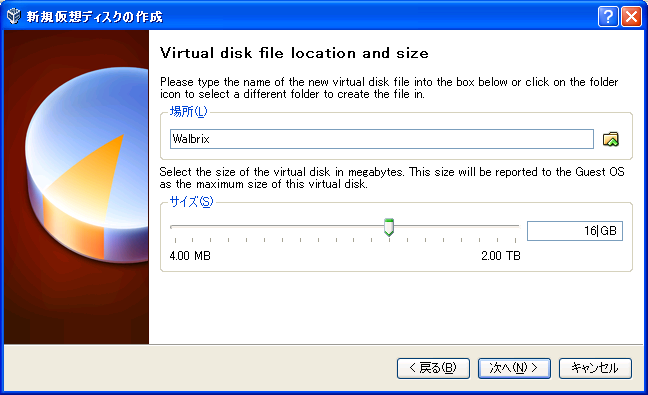 新規仮想ディスクの作成
Virtual disk file location and size
Please type the name of the new virtual disk file into the box below or click on the folder
icon to select a different folder to create the file in.
場所(L)
Walbrix
Select the size of the virtual disk in megabytes. This size will be reported to the Guest OS
as the maximum size of this virtual disk.
サイズ(S)
16 GB
4.00 MB 2.00 TB
< 戻る(B) 次へ(N) > キャンセル